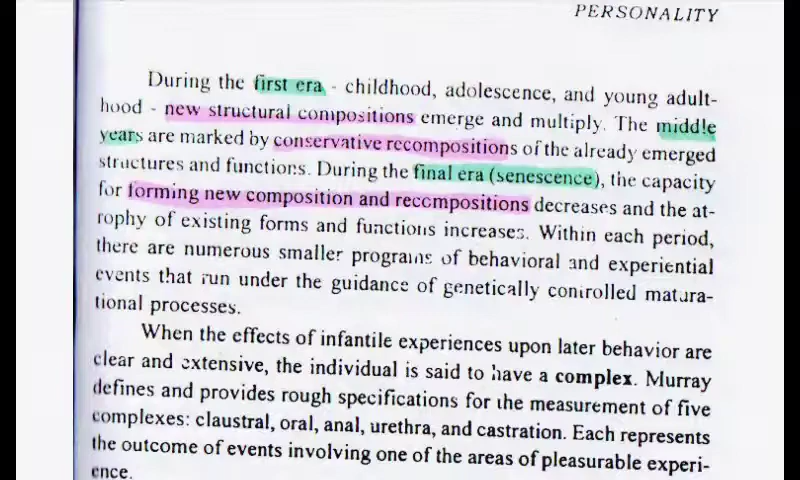 PERSONALITY
During the first era - childhood, adolescence, and young adult-
hood - new structural compositions emerge and multiply. The middle
years are marked by conservative recompositions of the already emerged
structures and functions. During the final era (senescence), the capacity
for forming new composition and recompositions decreases and the at-
rophy of existing forms and functions increases. Within each period,
there are numerous smaller programs of behavioral and experiential
events that run under the guidance of genetically controlled matura-
tional processes.
When the effects of infantile experiences upon later behavior are
clear and extensive, the individual is said to have a complex. Murray
defines and provides rough specifications for the measurement of five
complexes: claustral, oral, anal, urethra, and castration. Each represents
the outcome of events involving one of the areas of pleasurable experi-
ence.